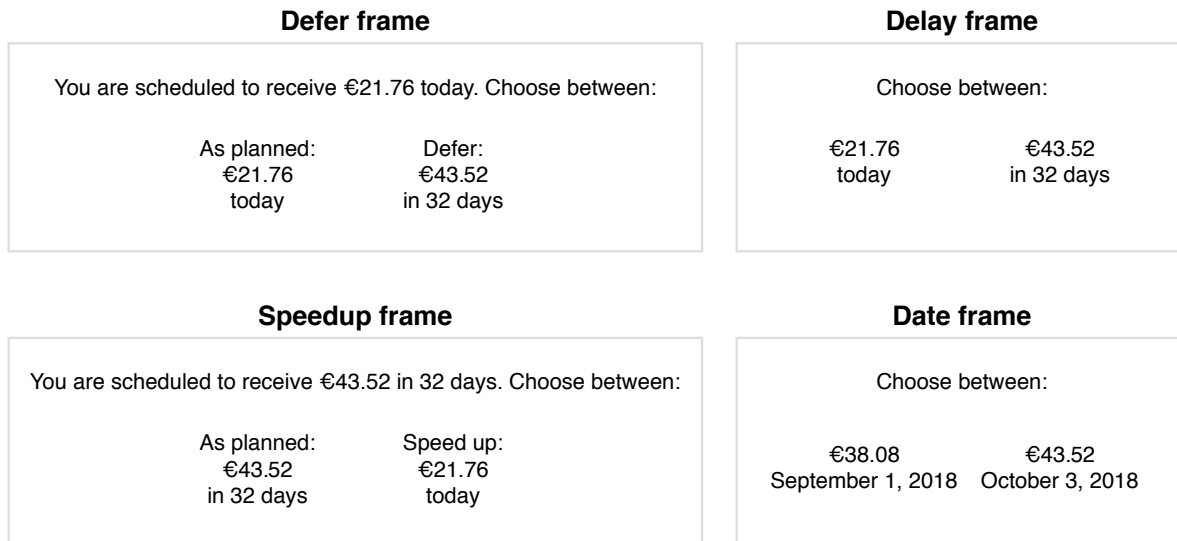 Defer frame
You are scheduled to receive €21.76 today. Choose between:
As planned:
€21.76
today
Defer:
€43.52
in 32 days
Delay frame
Choose between:
€21.76
today
€43.52
in 32 days
Speedup frame
You are scheduled to receive €43.52 in 32 days. Choose between:
As planned:
€43.52
in 32 days
Speed up:
€21.76
today
Date frame
Choose between:
€38.08
September 1, 2018
€43.52
October 3, 2018